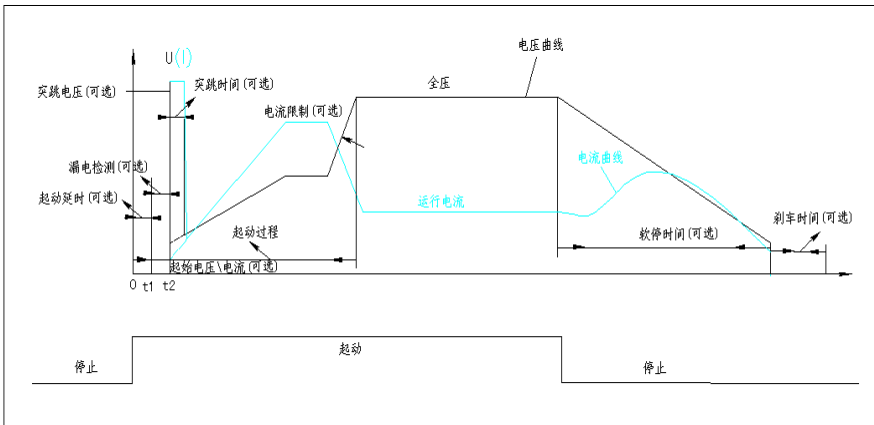 电压曲线
U(I)
突跳电压(可选)
突跳时间(可选)
全压
电流限制(可选)
漏电检测(可选)
电流曲线
起动延时(可选)
运行电流
刹车时间(可选)
起动过程
软停时间(可选)
起始电压\电流(可选)
0 t1 t2
起动
停止
停止